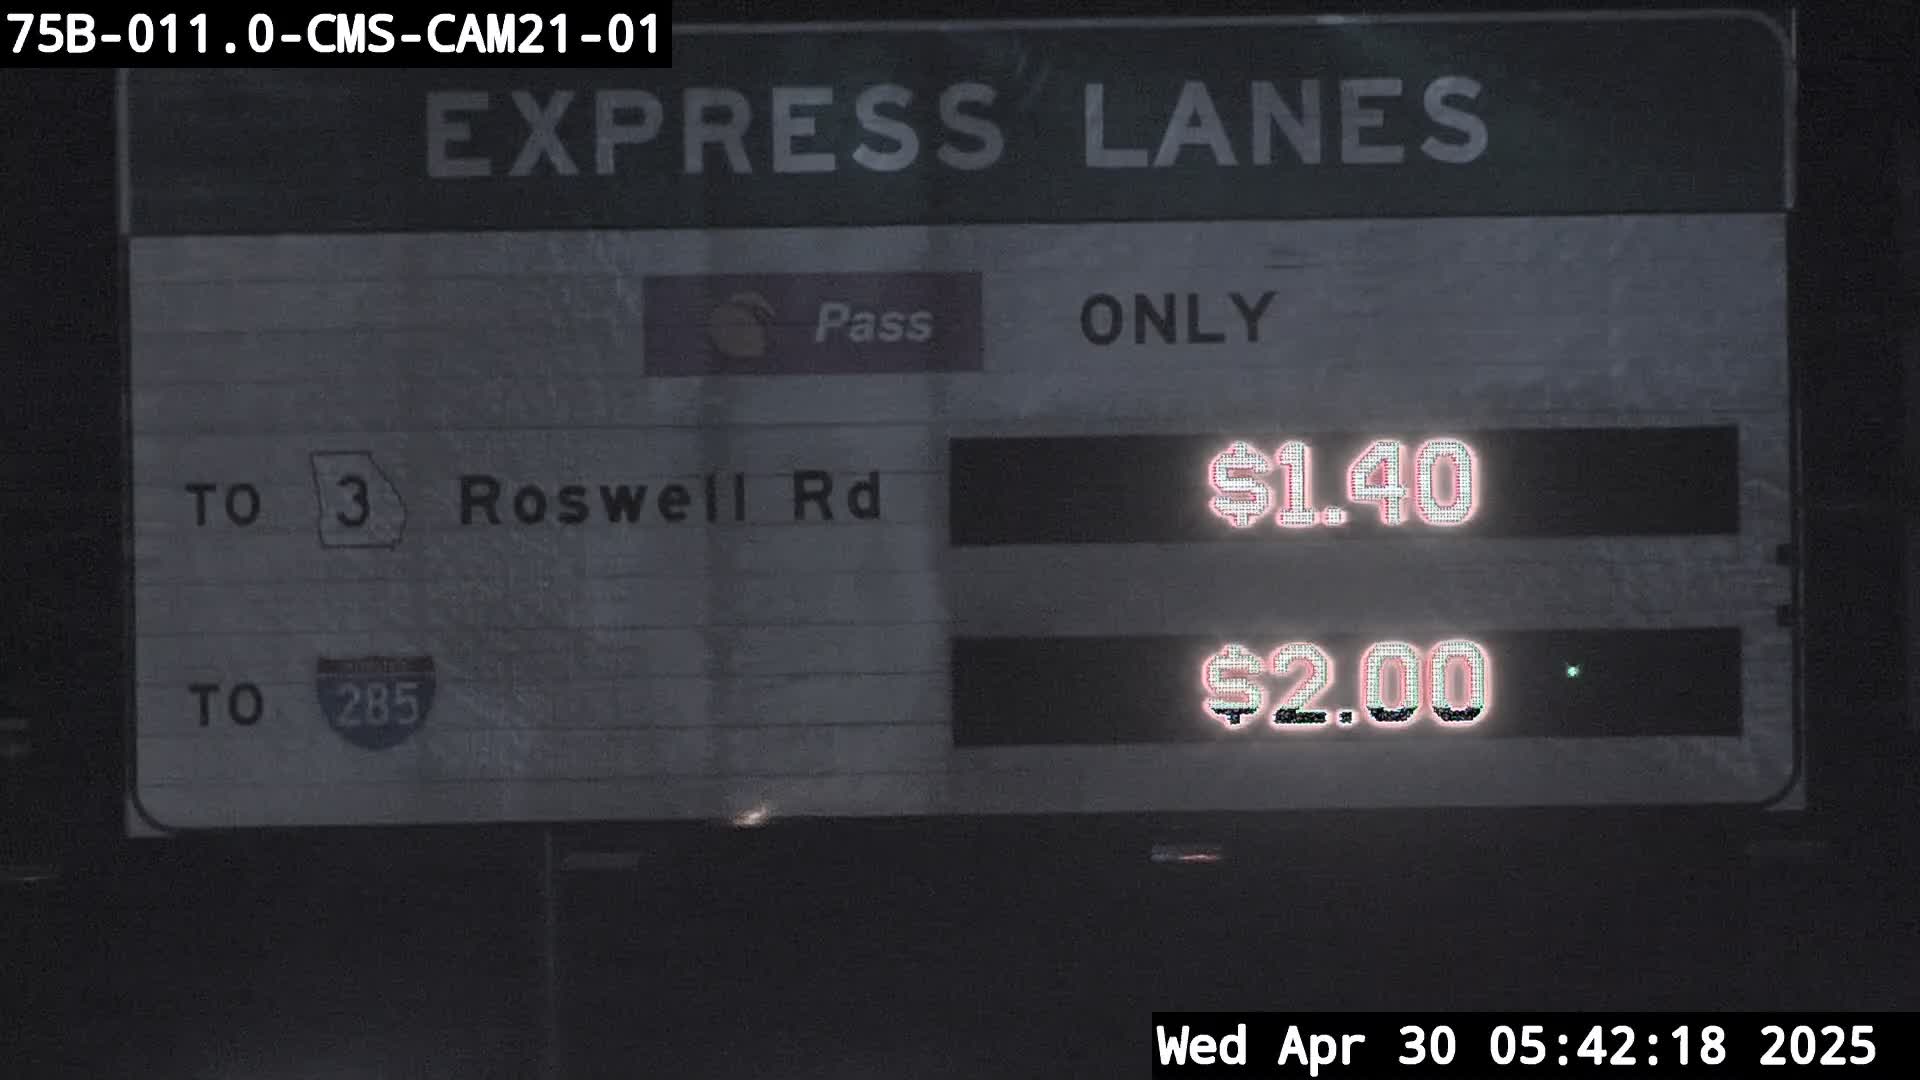 75B-011.0-CMS-CAM21-01
EXPRESS LANES
Pass ONLY
TO 3 Roswell Rd $1.40
TO 285 $2.00
Wed Apr 30 05:42:18 2025